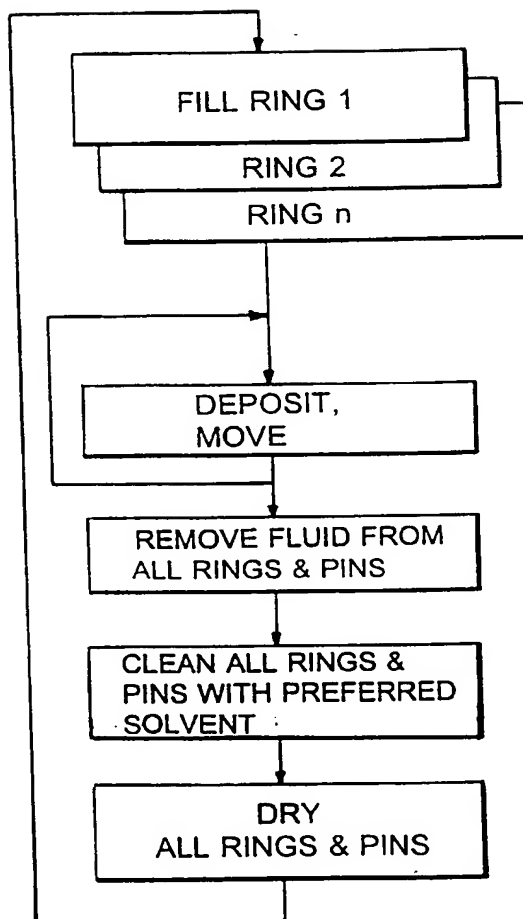 FILL RING 1
RING 2
RING n
DEPOSIT,
MOVE
REMOVE FLUID FROM
ALL RINGS & PINS
CLEAN ALL RINGS &
PINS WITH PREFERRED
SOLVENT
DRY
ALL RINGS & PINS